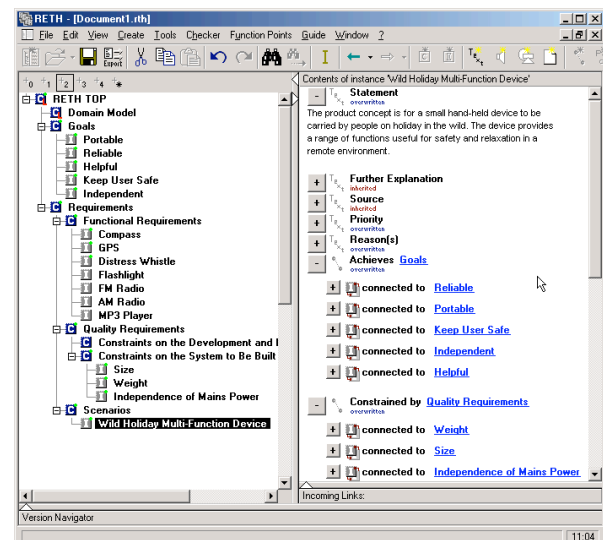 RETH - [Document1.rth]
File Edit View Create Tools Checker Function Points Guide Window ?
Export
+0 +1 +2 +3 +4 +*
RETH TOP
Domain Model
Goals
Portable
Reliable
Helpful
Keep User Safe
Independent
Requirements
Functional Requirements
Compass
GPS
Distress Whistle
Flashlight
FM Radio
AM Radio
MP3 Player
Quality Requirements
Constraints on the Development and I
Constraints on the System to Be Built
Size
Weight
Independence of Mains Power
Scenarios
Wild Holiday Multi-Function Device
Contents of instance 'Wild Holiday Multi-Function Device'
Statement
overwritten
The product concept is for a small hand-held device to be
carried by people on holiday in the wild. The device provides
a range of functions useful for safety and relaxation in a
remote environment.
Further Explanation
inherited
Source
inherited
Priority
overwritten
Reason(s)
overwritten
Achieves Goals
overwritten
connected to Reliable
connected to Portable
connected to Keep User Safe
connected to Independent
connected to Helpful
Constrained by Quality Requirements
overwritten
connected to Weight
connected to Size
connected to Independence of Mains Power
Incoming Links:
Version Navigator
11:04